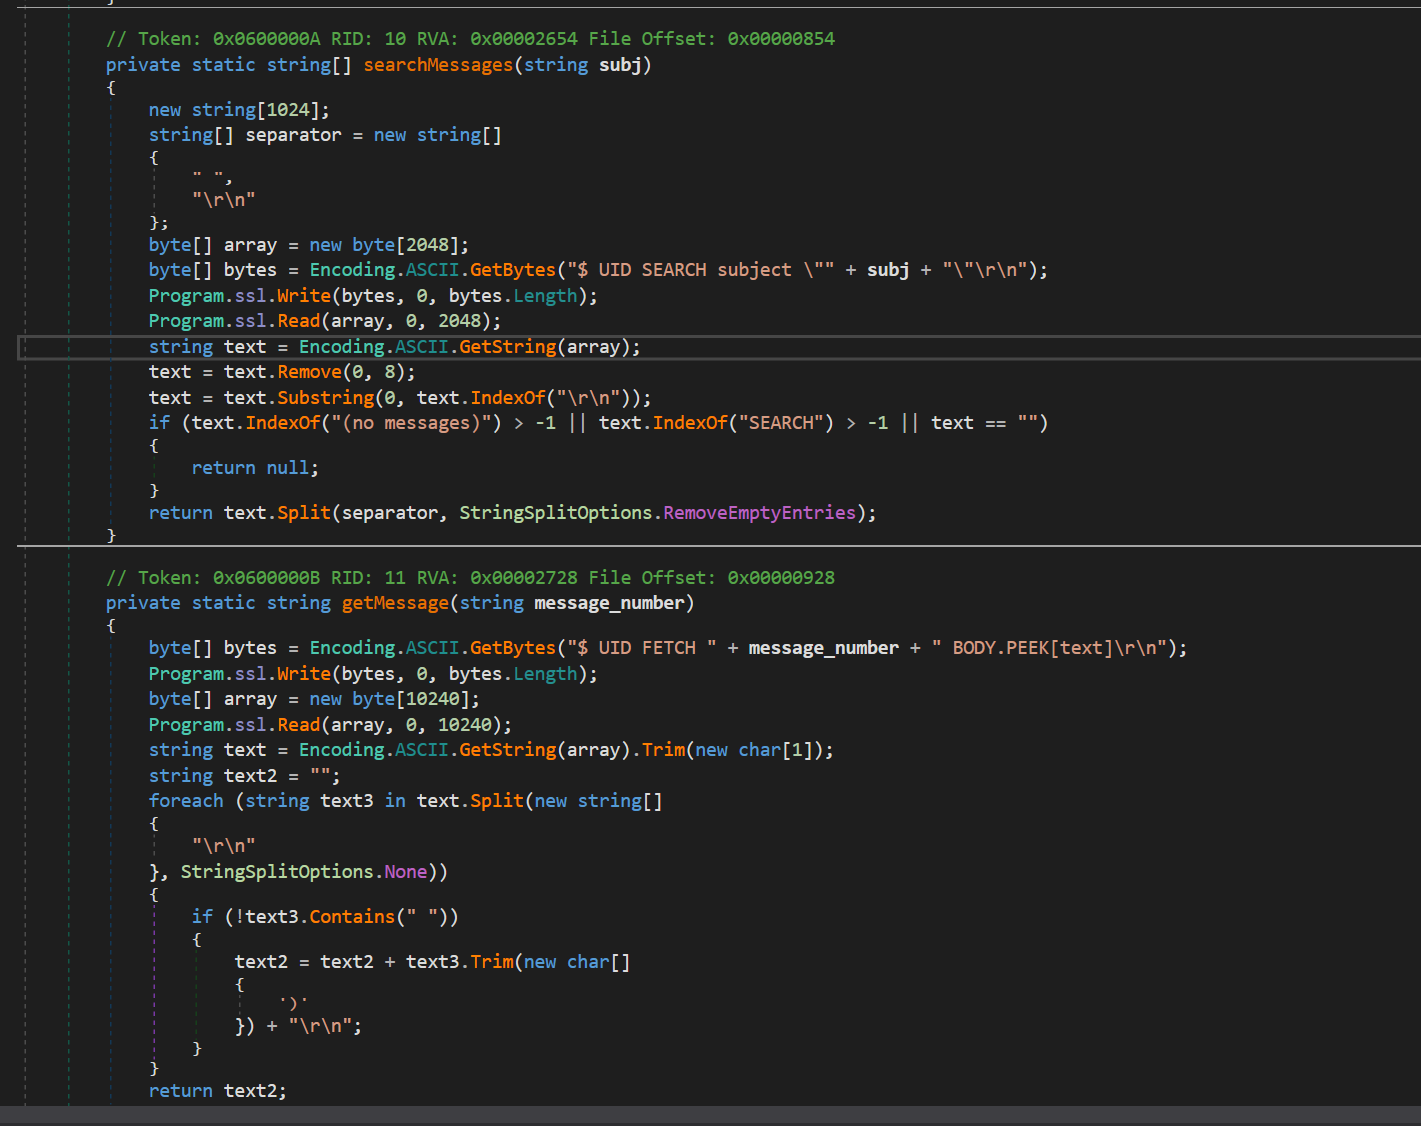 }
// Token: 0x0600000A RID: 10 RVA: 0x00002654 File Offset: 0x00000854
private static string[] searchMessages(string subj)
{
new string[1024];
string[] separator = new string[]
{
" ",
"\r\n"
};
byte[] array = new byte[2048];
byte[] bytes = Encoding.ASCII.GetBytes("$ UID SEARCH subject \"" + subj + "\"\r\n");
Program.ssl.Write(bytes, 0, bytes.Length);
Program.ssl.Read(array, 0, 2048);
string text = Encoding.ASCII.GetString(array);
text = text.Remove(0, 8);
text = text.Substring(0, text.IndexOf("\r\n"));
if (text.IndexOf("(no messages)") > -1 || text.IndexOf("SEARCH") > -1 || text == "")
{
return null;
}
return text.Split(separator, StringSplitOptions.RemoveEmptyEntries);
}
// Token: 0x0600000B RID: 11 RVA: 0x00002728 File Offset: 0x00000928
private static string getMessage(string message_number)
{
byte[] bytes = Encoding.ASCII.GetBytes("$ UID FETCH " + message_number + " BODY.PEEK[text]\r\n");
Program.ssl.Write(bytes, 0, bytes.Length);
byte[] array = new byte[10240];
Program.ssl.Read(array, 0, 10240);
string text = Encoding.ASCII.GetString(array).Trim(new char[1]);
string text2 = "";
foreach (string text3 in text.Split(new string[]
{
"\r\n"
}, StringSplitOptions.None))
{
if (!text3.Contains(" "))
{
text2 = text2 + text3.Trim(new char[]
{
')'
}) + "\r\n";
}
}
return text2;